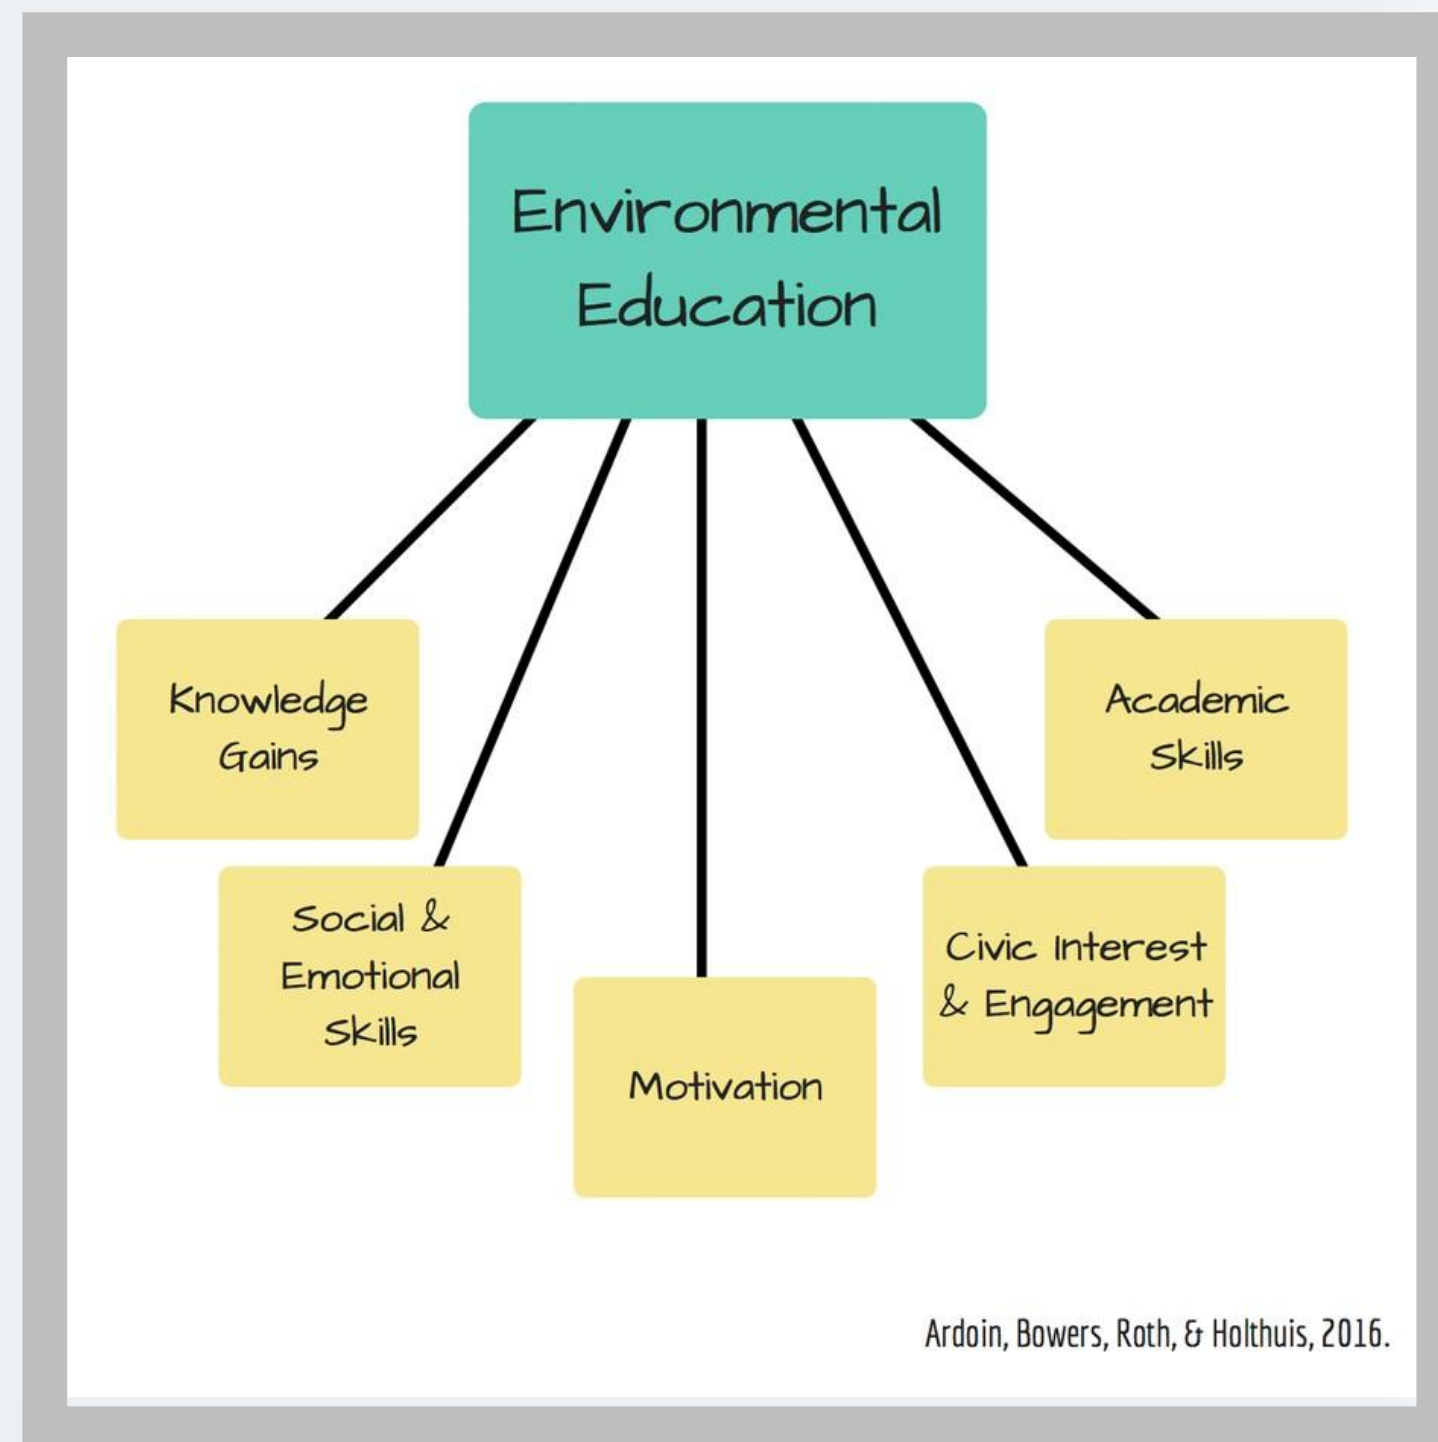 Environmental
Education
Knowledge
Gains
Academic
Skills
Social &
Emotional
Skills
Civic Interest
& Engagement
Motivation
Ardoin, Bowers, Roth, & Holthuis, 2016.